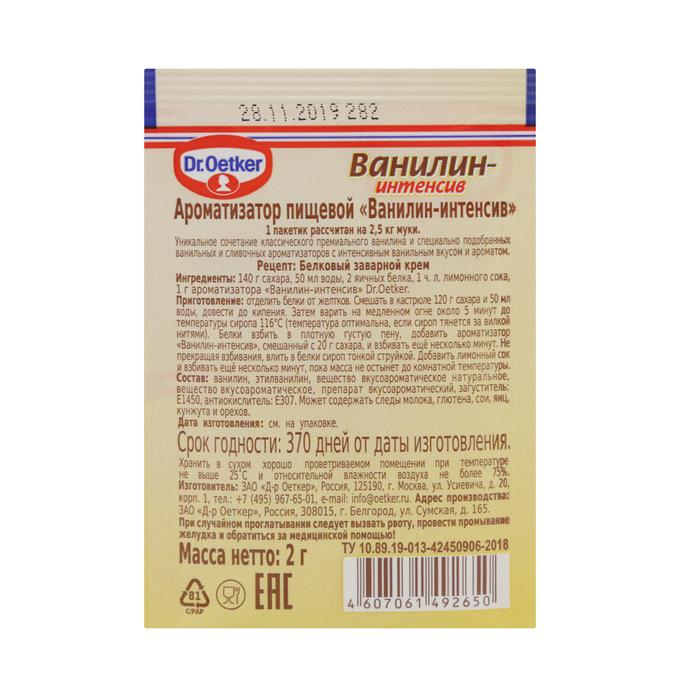 28.11.2019 282
Dr.Oetker
Ванилин-
интенсив
Ароматизатор пищевой «Ванилин-интенсив»
1 пакетик рассчитан на 2,5 кг муки.
Уникальное сочетание классического премиального ванилина и специально подобранных
ванильных и сливочных ароматизаторов с интенсивным ванильным вкусом и ароматом.
Рецепт: Белковый заварной крем
Ингредиенты: 140 г сахара, 50 мл воды, 2 яичных белка, 1 ч. л. лимонного сока,
1 г ароматизатора «Ванилин-интенсив» Dr.Oetker.
Приготовление: отделить белки от желтков. Смешать в кастрюле 120 г сахара и 50 мл
воды, довести до кипения. Затем варить на медленном огне около 5 минут до
температуры сиропа 116°С (температура оптимальна, если сироп тянется за вилкой
нитями). Белки взбить в плотную густую пену, добавить ароматизатор
«Ванилин-интенсив», смешанный с 20 г сахара, и взбивать ещё несколько минут. Не
прекращая взбивания, влить в белки сироп тонкой струйкой. Добавить лимонный сок
и взбивать ещё несколько минут, пока масса не остынет до комнатной температуры.
Состав: ванилин, этилванилин, вещество вкусоароматическое натуральное,
вещество вкусоароматическое, препарат вкусоароматический, загуститель:
Е1450, антиокислитель: Е307. Может содержать следы молока, глютена, сои, яиц,
кунжута и орехов.
Дата изготовления: см. на упаковке.
Срок годности: 370 дней от даты изготовления.
Хранить в сухом хорошо проветриваемом помещении при температуре
не выше 25°С и относительной влажности воздуха не более 75%.
Изготовитель: ЗАО «Д-р Оеткер», Россия, 125190, г. Москва, ул. Усиевича, д. 20,
корп. 1, тел.: +7 (495) 967-65-01, e-mail: info@oetker.ru. Адрес производства:
ЗАО «Д-р Оеткер», Россия, 308015, г. Белгород, ул. Сумская, д. 165.
При случайном проглатывании следует вызвать рвоту, провести промывание
желудка и обратиться за медицинской помощью!
Масса нетто: 2 г
ТУ 10.89.19-013-42450906-2018
81
C/PAP
ЕАС
4 607061 492650